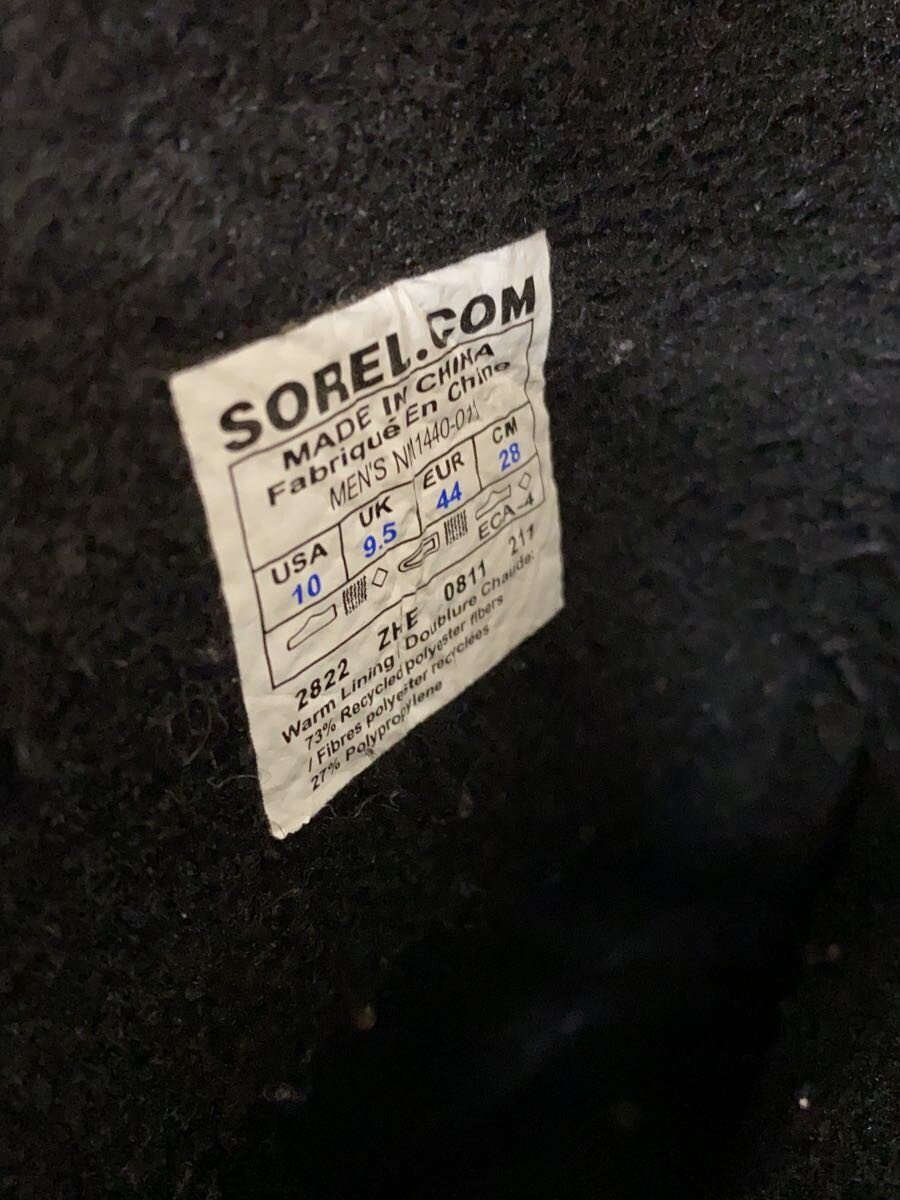 SOREL.COM
MADE IN CHINA
Fabriqué En Chine
MEN'S NM1440-011
USA UK EUR CM
10 9.5 44 28
ECA-4
2822 ZHE 0811 211
Warm Lining / Doublure Chaude:
73% Recycled polyester fibers
/ Fibres polyester recyclées
27% Polypropylene